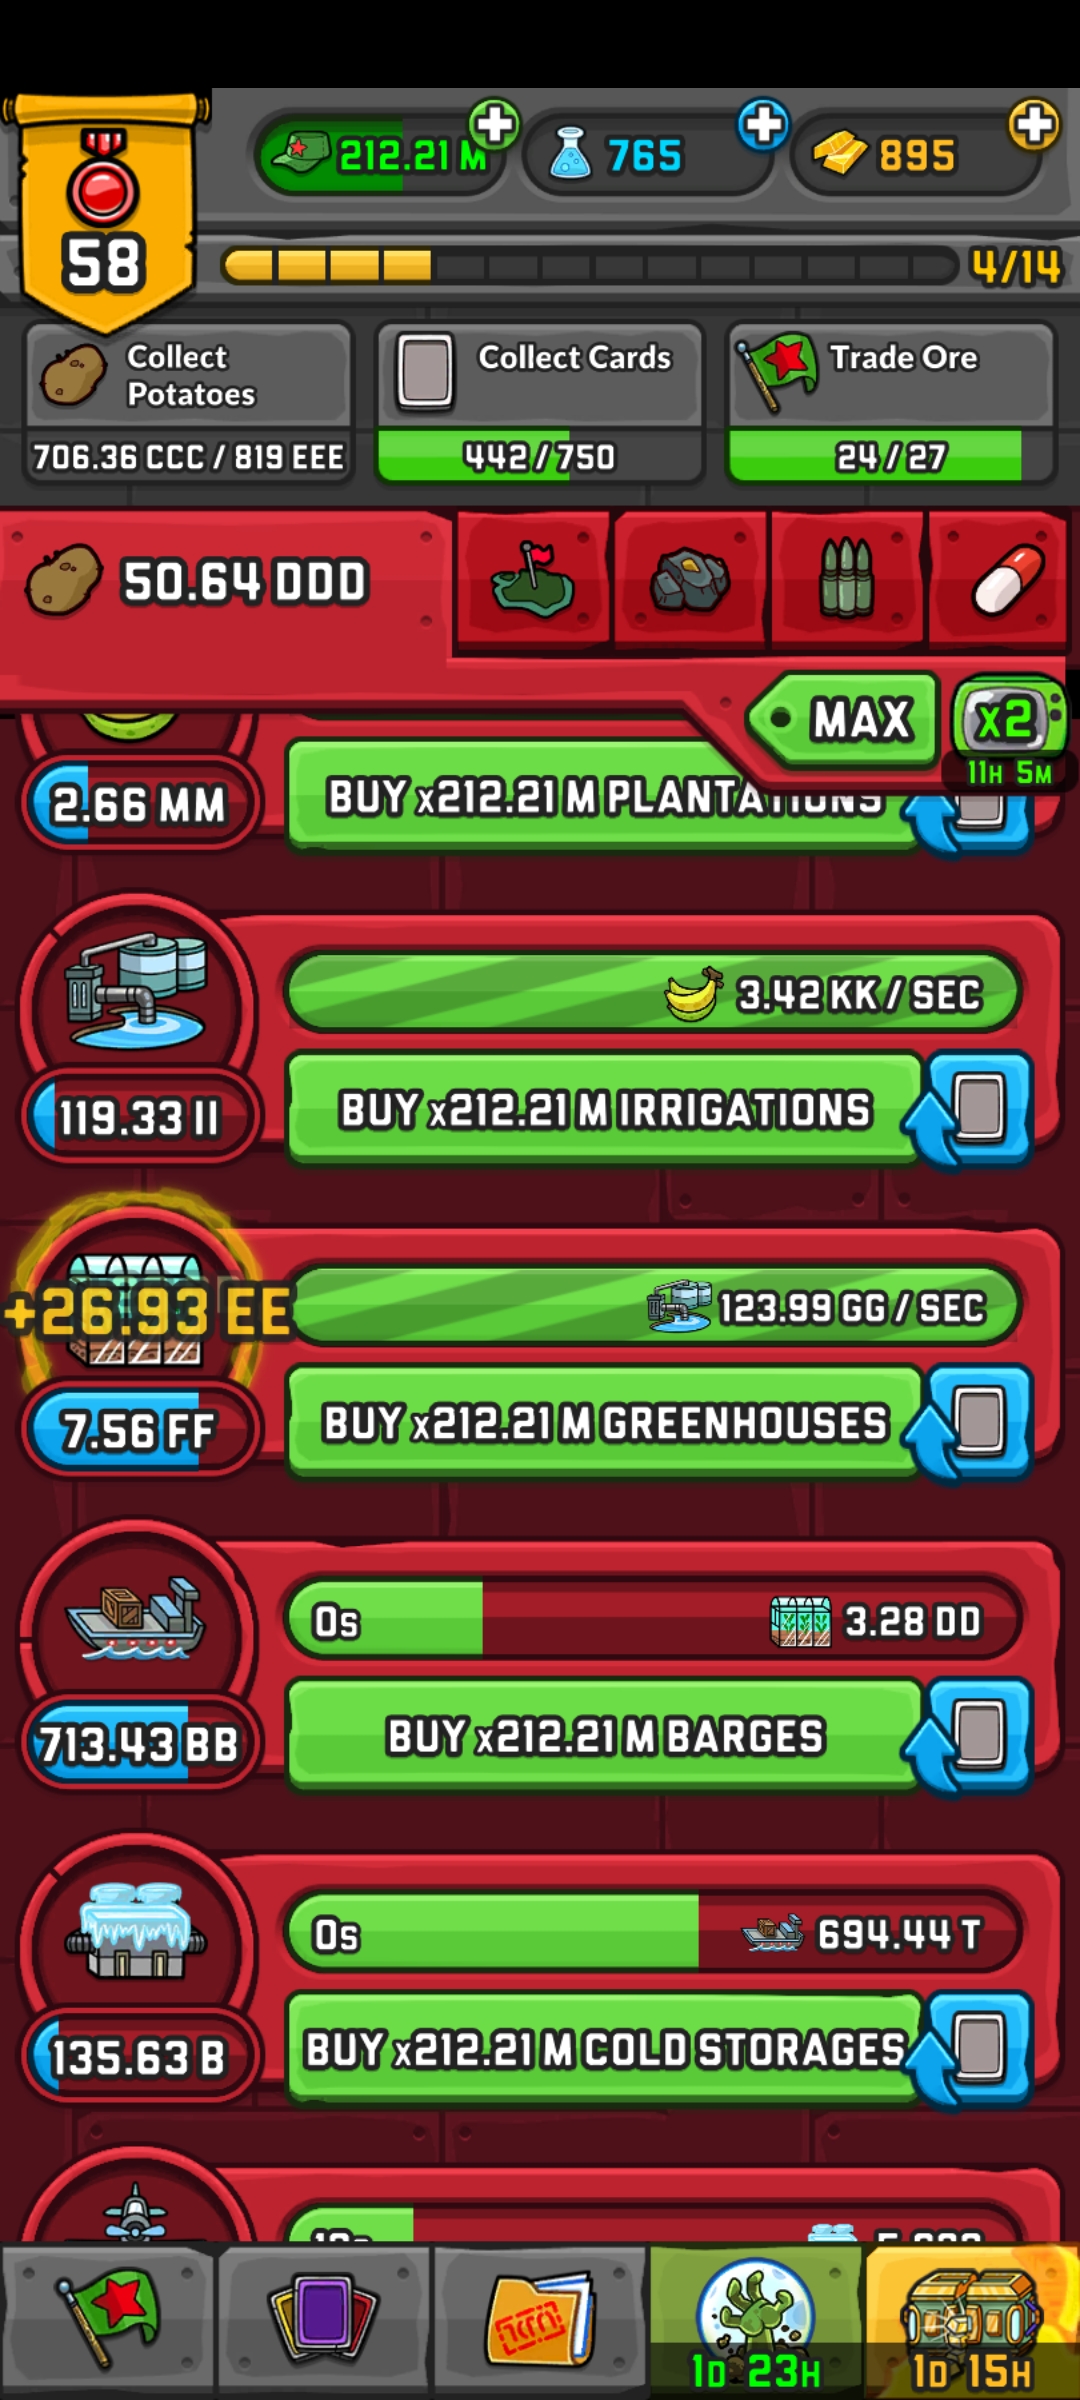 212.21 M
765
895
58
4/14
Collect
Potatoes
706.36 CCC / 819 EEE
Collect Cards
442/750
Trade Ore
24/27
50.64 DDD
MAX
x2
11H 5M
2.66 MM
BUY x212.21 M PLANTATIONS
3.42 KK / SEC
119.33 II
BUY x212.21 M IRRIGATIONS
+26.93 EE
123.99 GG / SEC
7.56 FF
BUY x212.21 M GREENHOUSES
0s
3.28 DD
713.43 BB
BUY x212.21 M BARGES
0s
694.44 T
135.63 B
BUY x212.21 M COLD STORAGES
1D 23H
1D 15H